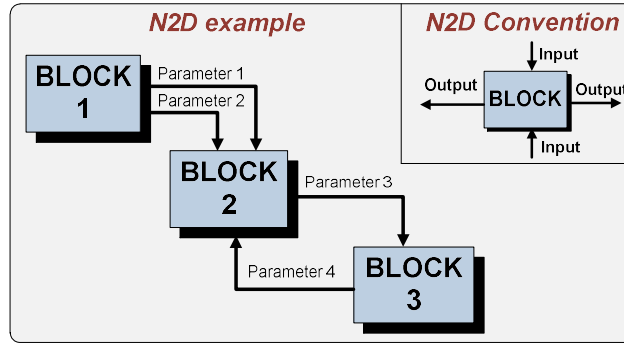 N2D example
BLOCK
1
Parameter 1
Parameter 2
BLOCK
2
Parameter 3
Parameter 4
BLOCK
3
N2D Convention
Input
Output
BLOCK
Output
Input